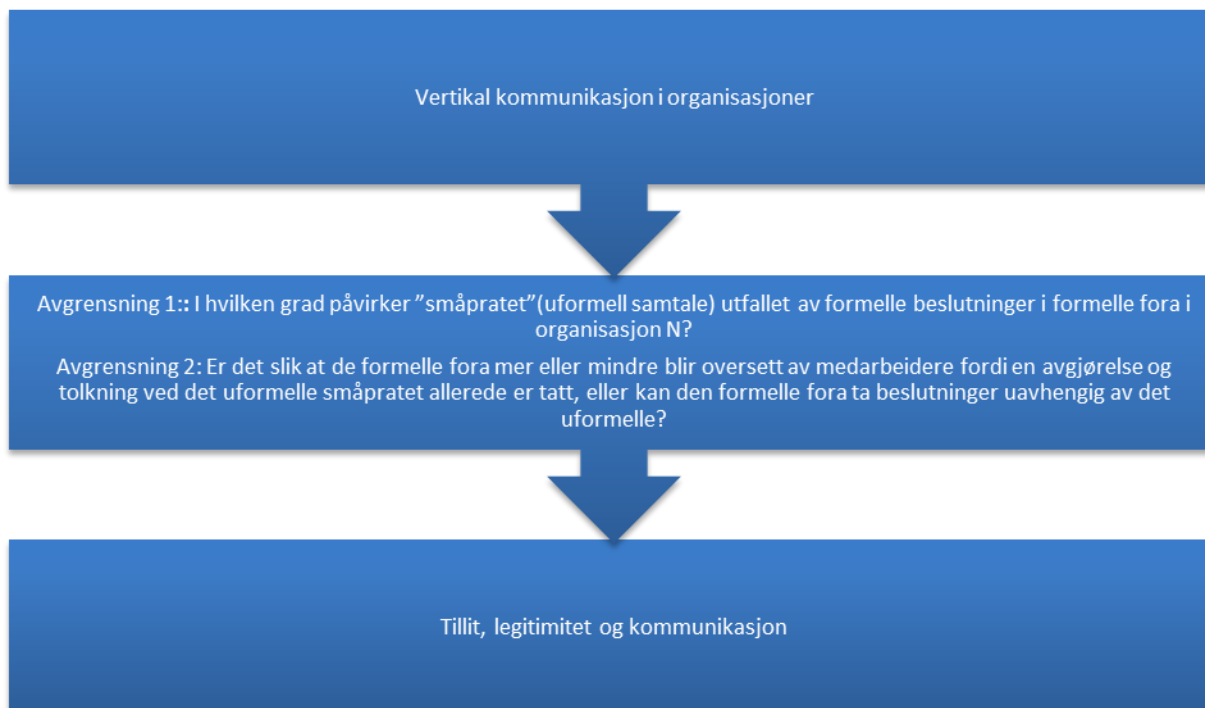 Vertikal kommunikasjon i organisasjoner
Avgrensning 1:: I hvilken grad påvirker ”småpratet”(uformell samtale) utfallet av formelle beslutninger i formelle fora i
organisasjon N?
Avgrensning 2: Er det slik at de formelle fora mer eller mindre blir oversett av medarbeidere fordi en avgjørelse og
tolkning ved det uformelle småpratet allerede er tatt, eller kan den formelle fora ta beslutninger uavhengig av det
uformelle?
Tillit, legitimitet og kommunikasjon